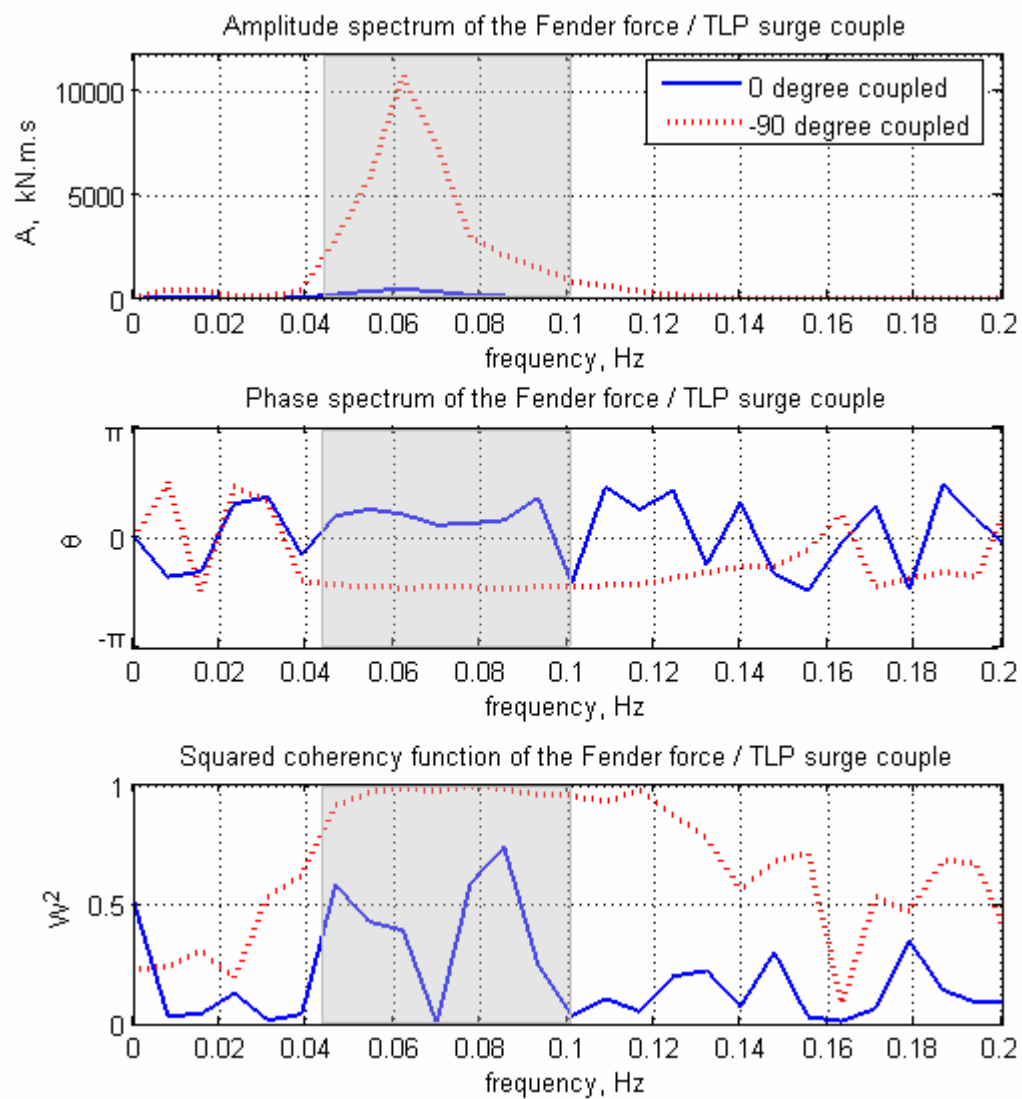 Amplitude spectrum of the Fender force / TLP surge couple
0 degree coupled
-90 degree coupled
A, kN.m.s
10000
5000
0
0 0.02 0.04 0.06 0.08 0.1 0.12 0.14 0.16 0.18 0.2
frequency, Hz
Phase spectrum of the Fender force / TLP surge couple
θ
π
0
-π
0 0.02 0.04 0.06 0.08 0.1 0.12 0.14 0.16 0.18 0.2
frequency, Hz
Squared coherency function of the Fender force / TLP surge couple
W²
1
0.5
0
0 0.02 0.04 0.06 0.08 0.1 0.12 0.14 0.16 0.18 0.2
frequency, Hz